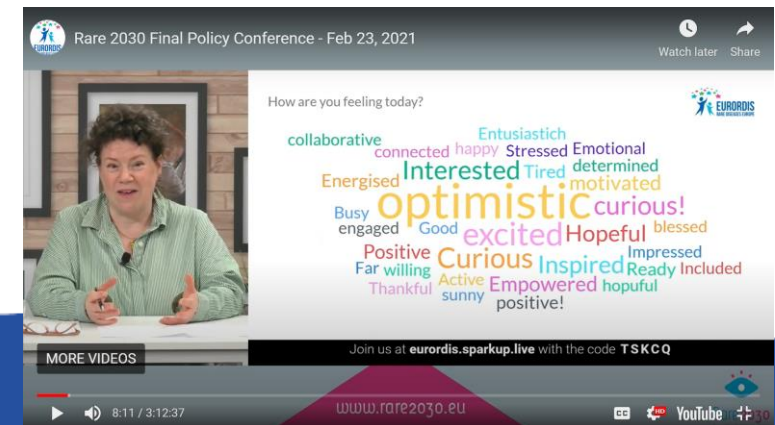 EURORDIS
Rare 2030 Final Policy Conference - Feb 23, 2021
Watch later
Share
How are you feeling today?
EURORDIS
RARE DISEASES EUROPE
collaborative
Entusiastich
connected
happy
Stressed
Emotional
Interested
Tired
determined
Energised
motivated
optimistic
Busy
curious!
engaged
Good
excited
Hopeful
blessed
Positive
Curious
Inspired
Impressed
Far
willing
Ready
Included
Thankful
Active
Empowered
hopuful
sunny
positive!
Join us at eurordis.sparkup.live with the code TSKCQ
MORE VIDEOS
www.rare2030.eu
8:11 / 3:12:37
CC
HD
YouTube